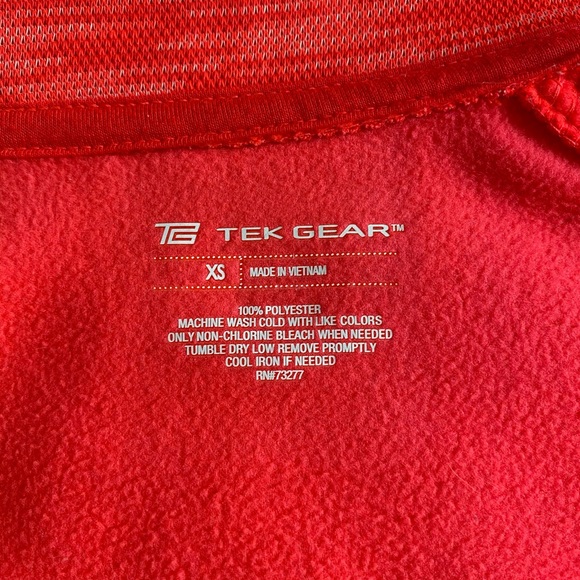 TG TEK GEAR™
XS MADE IN VIETNAM
100% POLYESTER
MACHINE WASH COLD WITH LIKE COLORS
ONLY NON-CHLORINE BLEACH WHEN NEEDED
TUMBLE DRY LOW REMOVE PROMPTLY
COOL IRON IF NEEDED
RN#73277